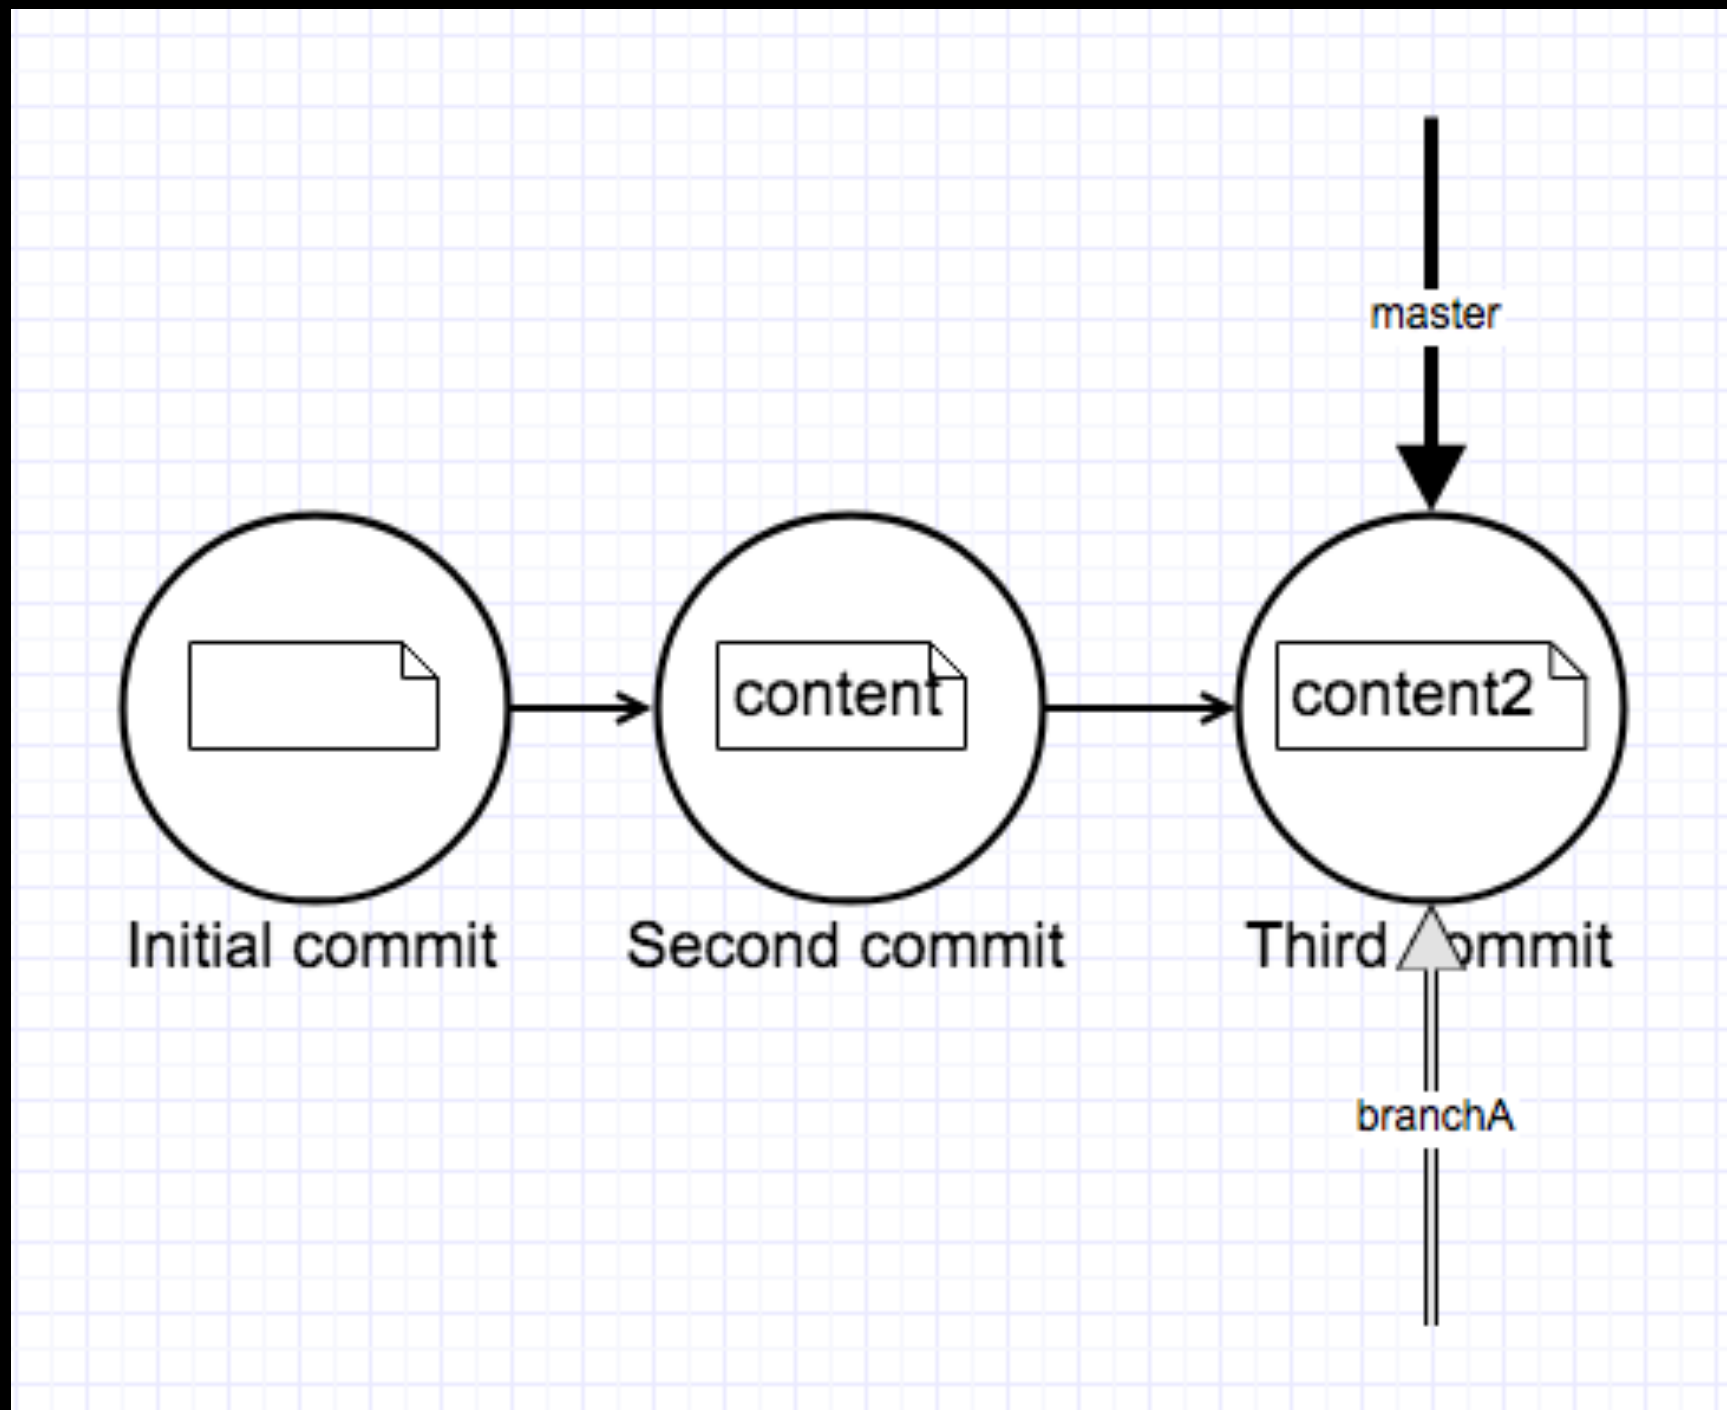 master
content
content2
Initial commit
Second commit
Third ommit
branchA